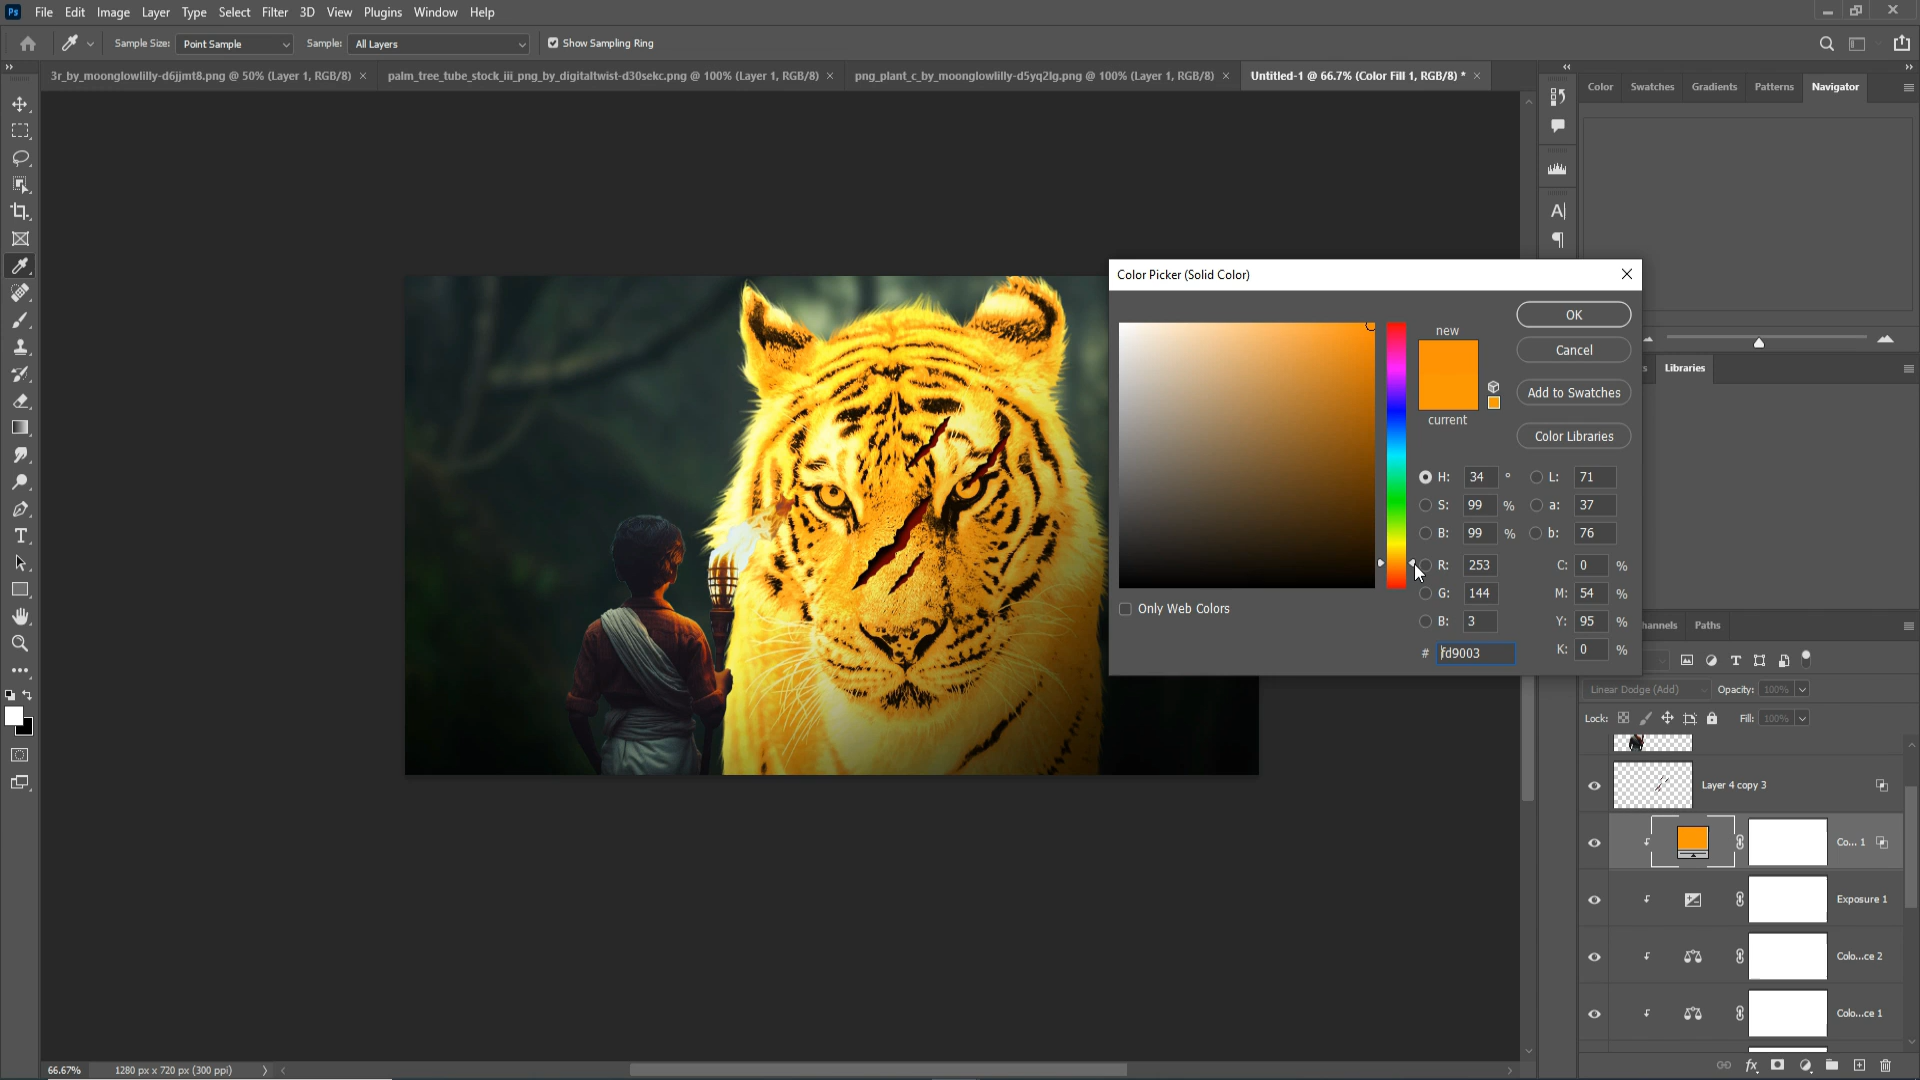 Ps File Edit Image Layer Type Select Filter 3D View Plugins Window Help
Sample Size: Point Sample Sample: All Layers Show Sampling Ring
3r_by_moonglowlilly-d6jjmt8.png @ 50% (Layer 1, RGB/8) palm_tree_tube_stock_iii_png_by_digitaltwist-d30sekc.png @ 100% (Layer 1, RGB/8) png_plant_c_by_moonglowlilly-d5yq2lg.png @ 100% (Layer 1, RGB/8) Untitled-1 @ 66.7% (Color Fill 1, RGB/8) *
Color Swatches Gradients Patterns Navigator
Color Picker (Solid Color)
new
current
OK
Cancel
Add to Swatches
Color Libraries
H: 34 ° L: 71
S: 99 % a: 37
B: 99 % b: 76
R: 253 C: 0 %
G: 144 M: 54 %
B: 3 Y: 95 %
# fd9003 K: 0 %
Only Web Colors
s Libraries
hannels Paths
Linear Dodge (Add) Opacity: 100%
Lock: Fill: 100%
Layer 4 copy 3
Co... 1
Exposure 1
Colo...ce 2
Colo...ce 1
66.67% 1280 px x 720 px (300 ppi)